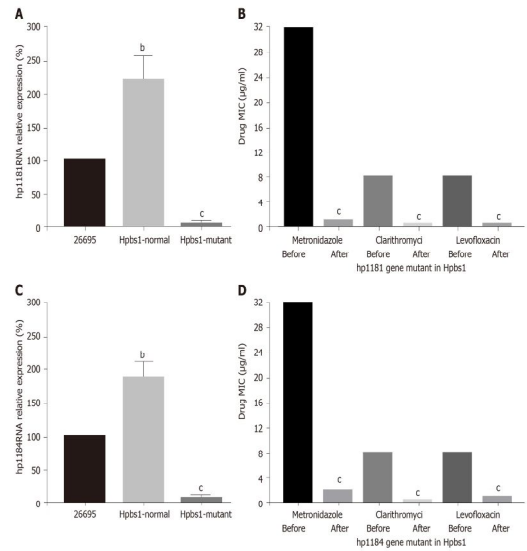 A
hp1181RNA relative expression (%)
300
250
200
150
100
50
0
b
c
26695 Hpbs1-normal Hpbs1-mutant
B
Drug MIC (μg/ml)
32
28
24
20
16
12
8
4
0
c
c
c
Metronidazole Clarithromyci Levofloxacin
Before After Before After Before After
hp1181 gene mutant in Hpbs1
C
hp1184RNA relative expression (%)
300
250
200
150
100
50
0
b
c
26695 Hpbs1-normal Hpbs1-mutant
D
Drug MIC (μg/ml)
32
28
24
20
16
12
8
4
0
c
c
c
Metronidazole Clarithromyci Levofloxacin
Before After Before After Before After
hp1184 gene mutant in Hpbs1